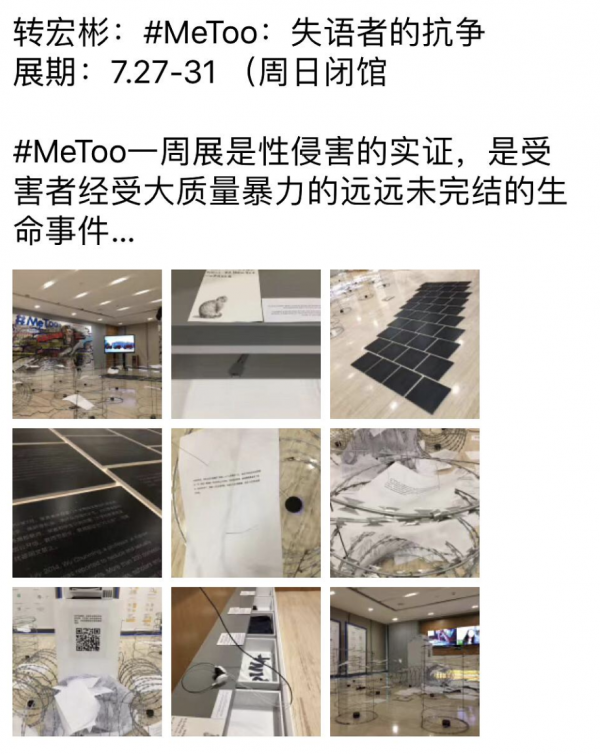 转宏彬：#MeToo：失语者的抗争
展期：7.27-31 （周日闭馆
#MeToo一周展是性侵害的实证，是受
害者经受大质量暴力的远远未完结的生
命事件...
#MeToo